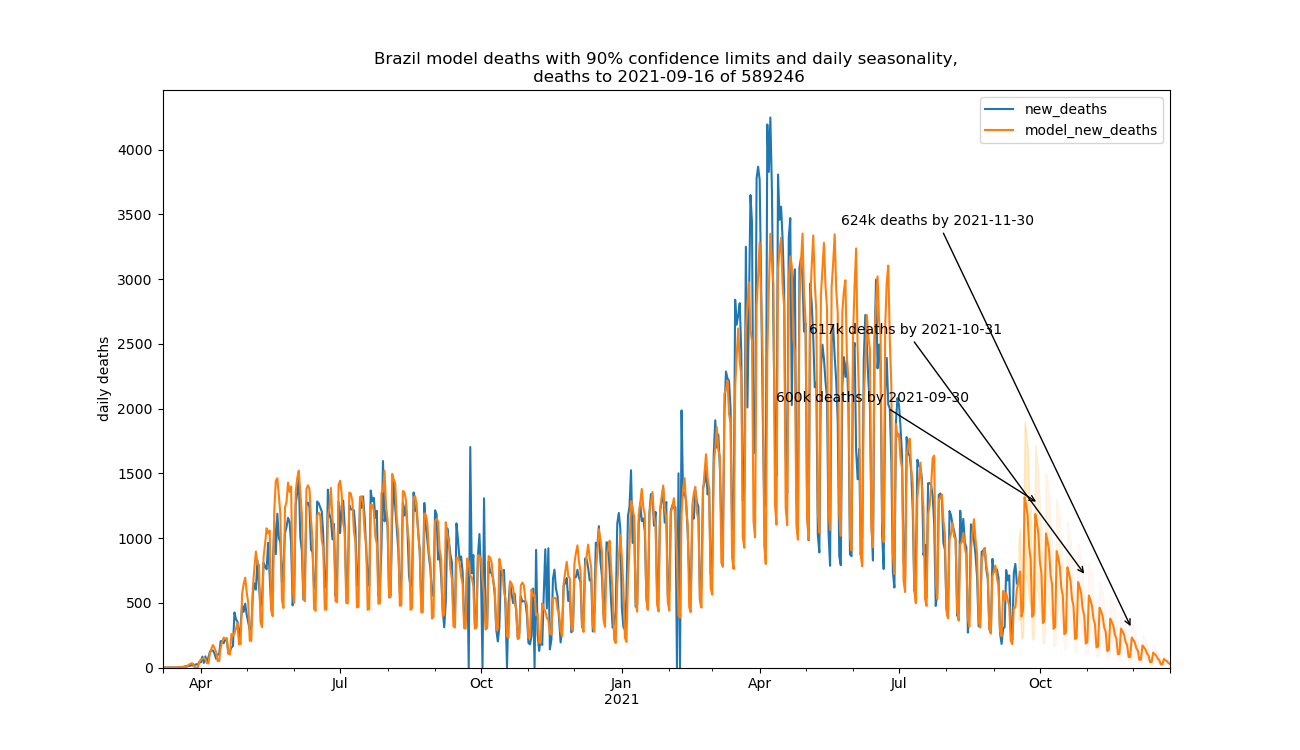 Brazil model deaths with 90% confidence limits and daily seasonality,
deaths to 2021-09-16 of 589246
new_deaths
model_new_deaths
daily deaths
4000
3500
3000
2500
2000
1500
1000
500
0
624k deaths by 2021-11-30
617k deaths by 2021-10-31
600k deaths by 2021-09-30
Apr
Jul
Oct
Jan
2021
Apr
Jul
Oct